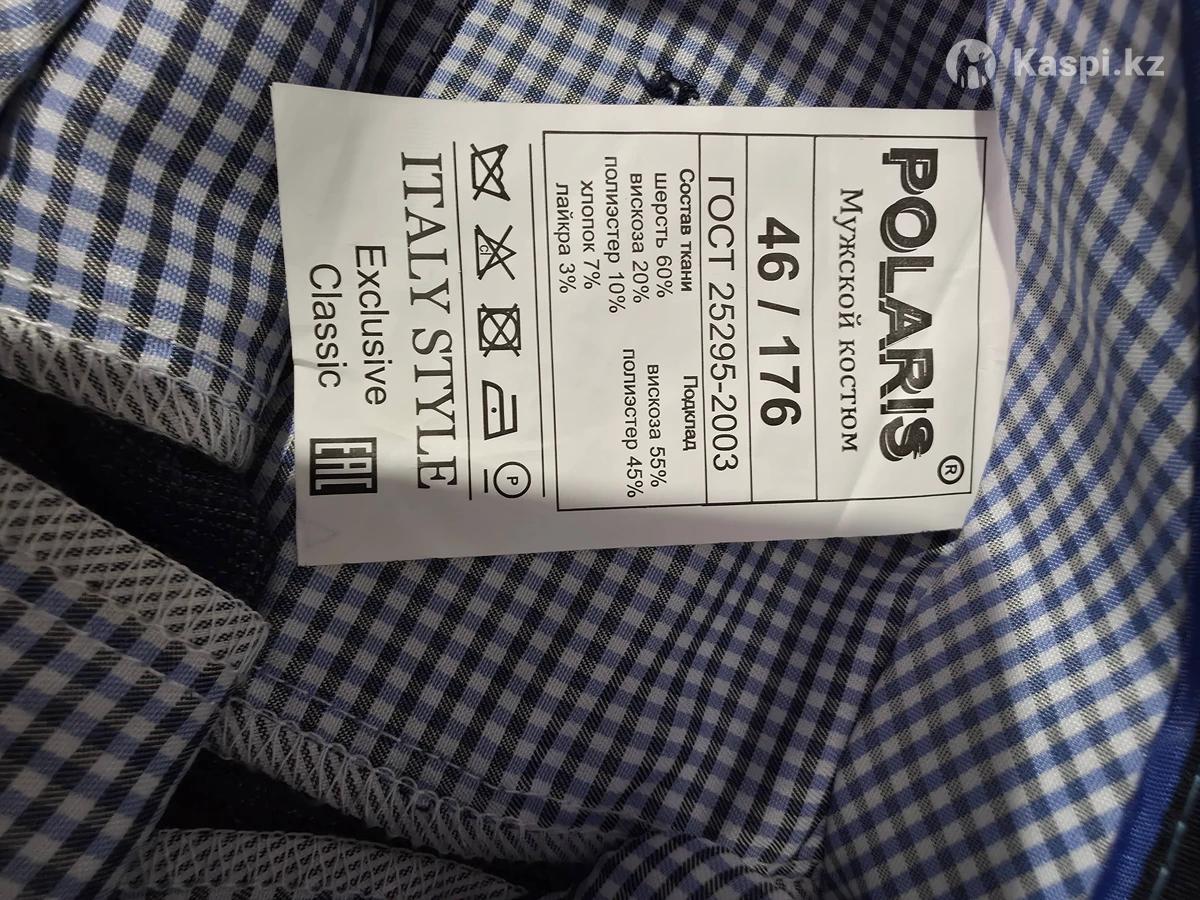 Kaspi.kz
POLARIS®
Мужской костюм
46 / 176
ГОСТ 25295-2003
Состав ткани
шерсть 60%
вискоза 20%
полиэстер 10%
хлопок 7%
лайкра 3%
Подклад
вискоза 55%
полиэстер 45%
cl
P
ITALY STYLE
Exclusive
Classic
EAC